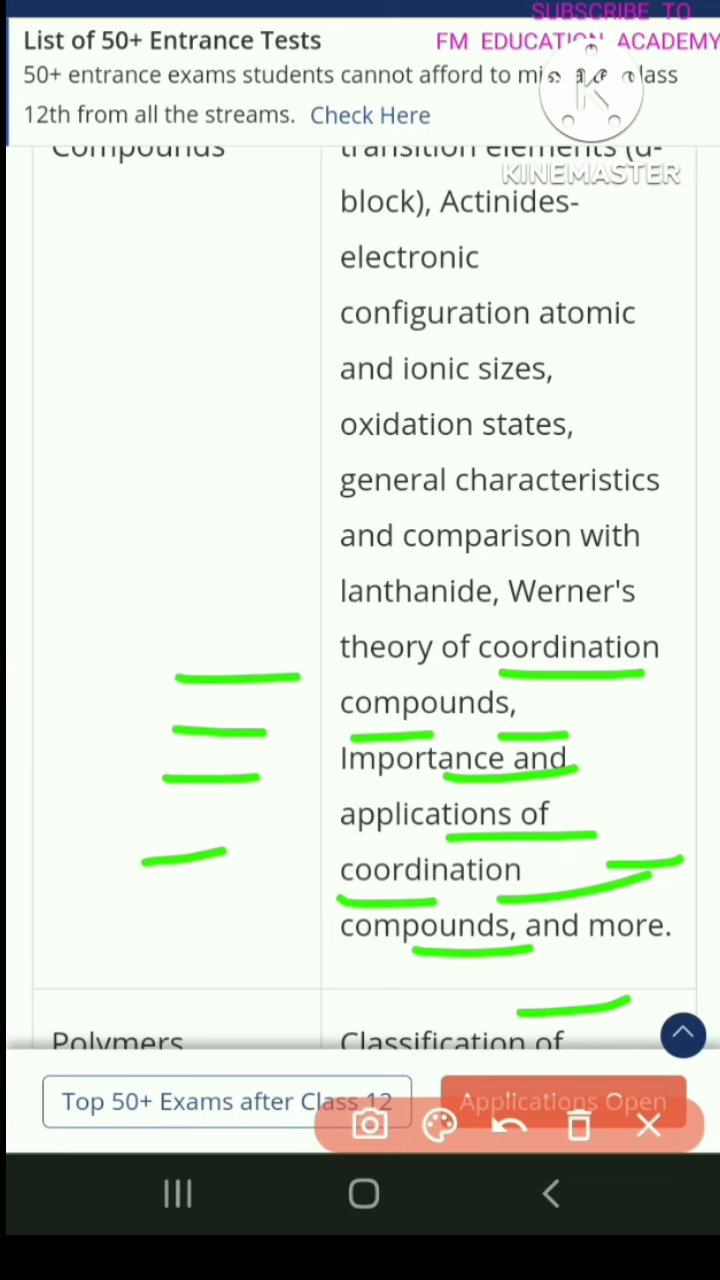 SUBSCRIBE TO
List of 50+ Entrance Tests
FM EDUCATION ACADEMY
50+ entrance exams students cannot afford to class
12th from all the streams. Check Here
KINEMASTER
Compounds
transition elements (d-
block), Actinides-
electronic
configuration atomic
and ionic sizes,
oxidation states,
general characteristics
and comparison with
lanthanide, Werner's
theory of coordination
compounds,
Importance and
applications of
coordination
compounds, and more.
Polymers
Classification of
Top 50+ Exams after Class 12
Applications Open